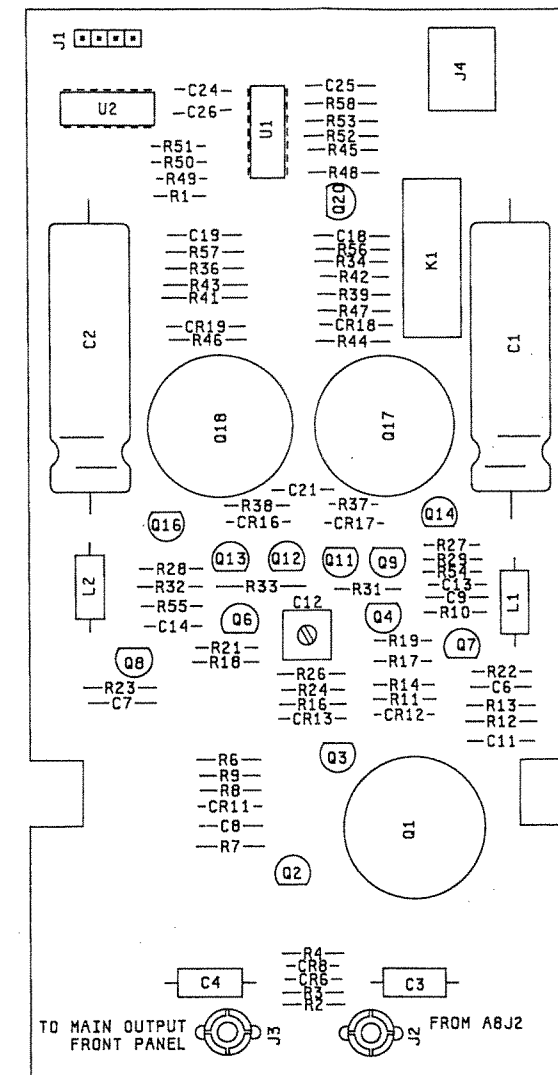 J1
J4
U2
C24
C26
U1
C25
R58
R53
R52
R45
R51
R50
R49
R1
R48
Q20
C19
R57
R36
R43
R41
CR19
R46
C18
R56
R34
R42
R39
R47
CR18
R44
K1
C2
C1
Q18
Q17
C21
R38
CR16
R37
CR17
Q16
Q14
Q13
Q12
Q11
Q9
R27
R29
R54
C13
C9
R10
L2
R28
R32
R55
C14
R33
R31
L1
C12
Q6
Q4
Q7
R21
R18
R19
R17
Q8
R23
C7
R26
R24
R16
CR13
R14
R11
CR12
R22
C6
R13
R12
C11
Q3
R6
R9
R8
CR11
C8
R7
Q1
Q2
R4
CR8
CR6
R3
R2
C4
C3
TO MAIN OUTPUT
FRONT PANEL
J3
J2
FROM A8J2